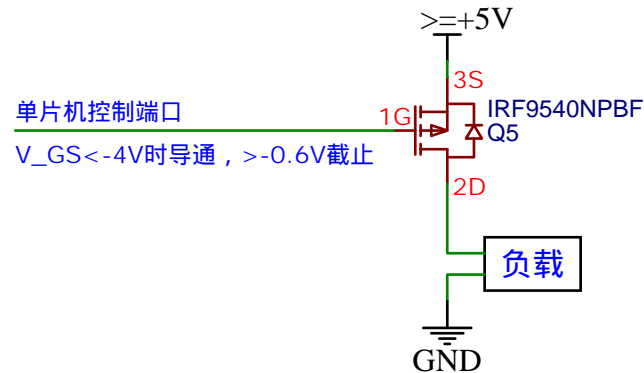 >=+5V
3S
单片机控制端口
1G
IRF9540NPBF
Q5
V_GS<-4V时导通，>-0.6V截止
2D
负载
GND